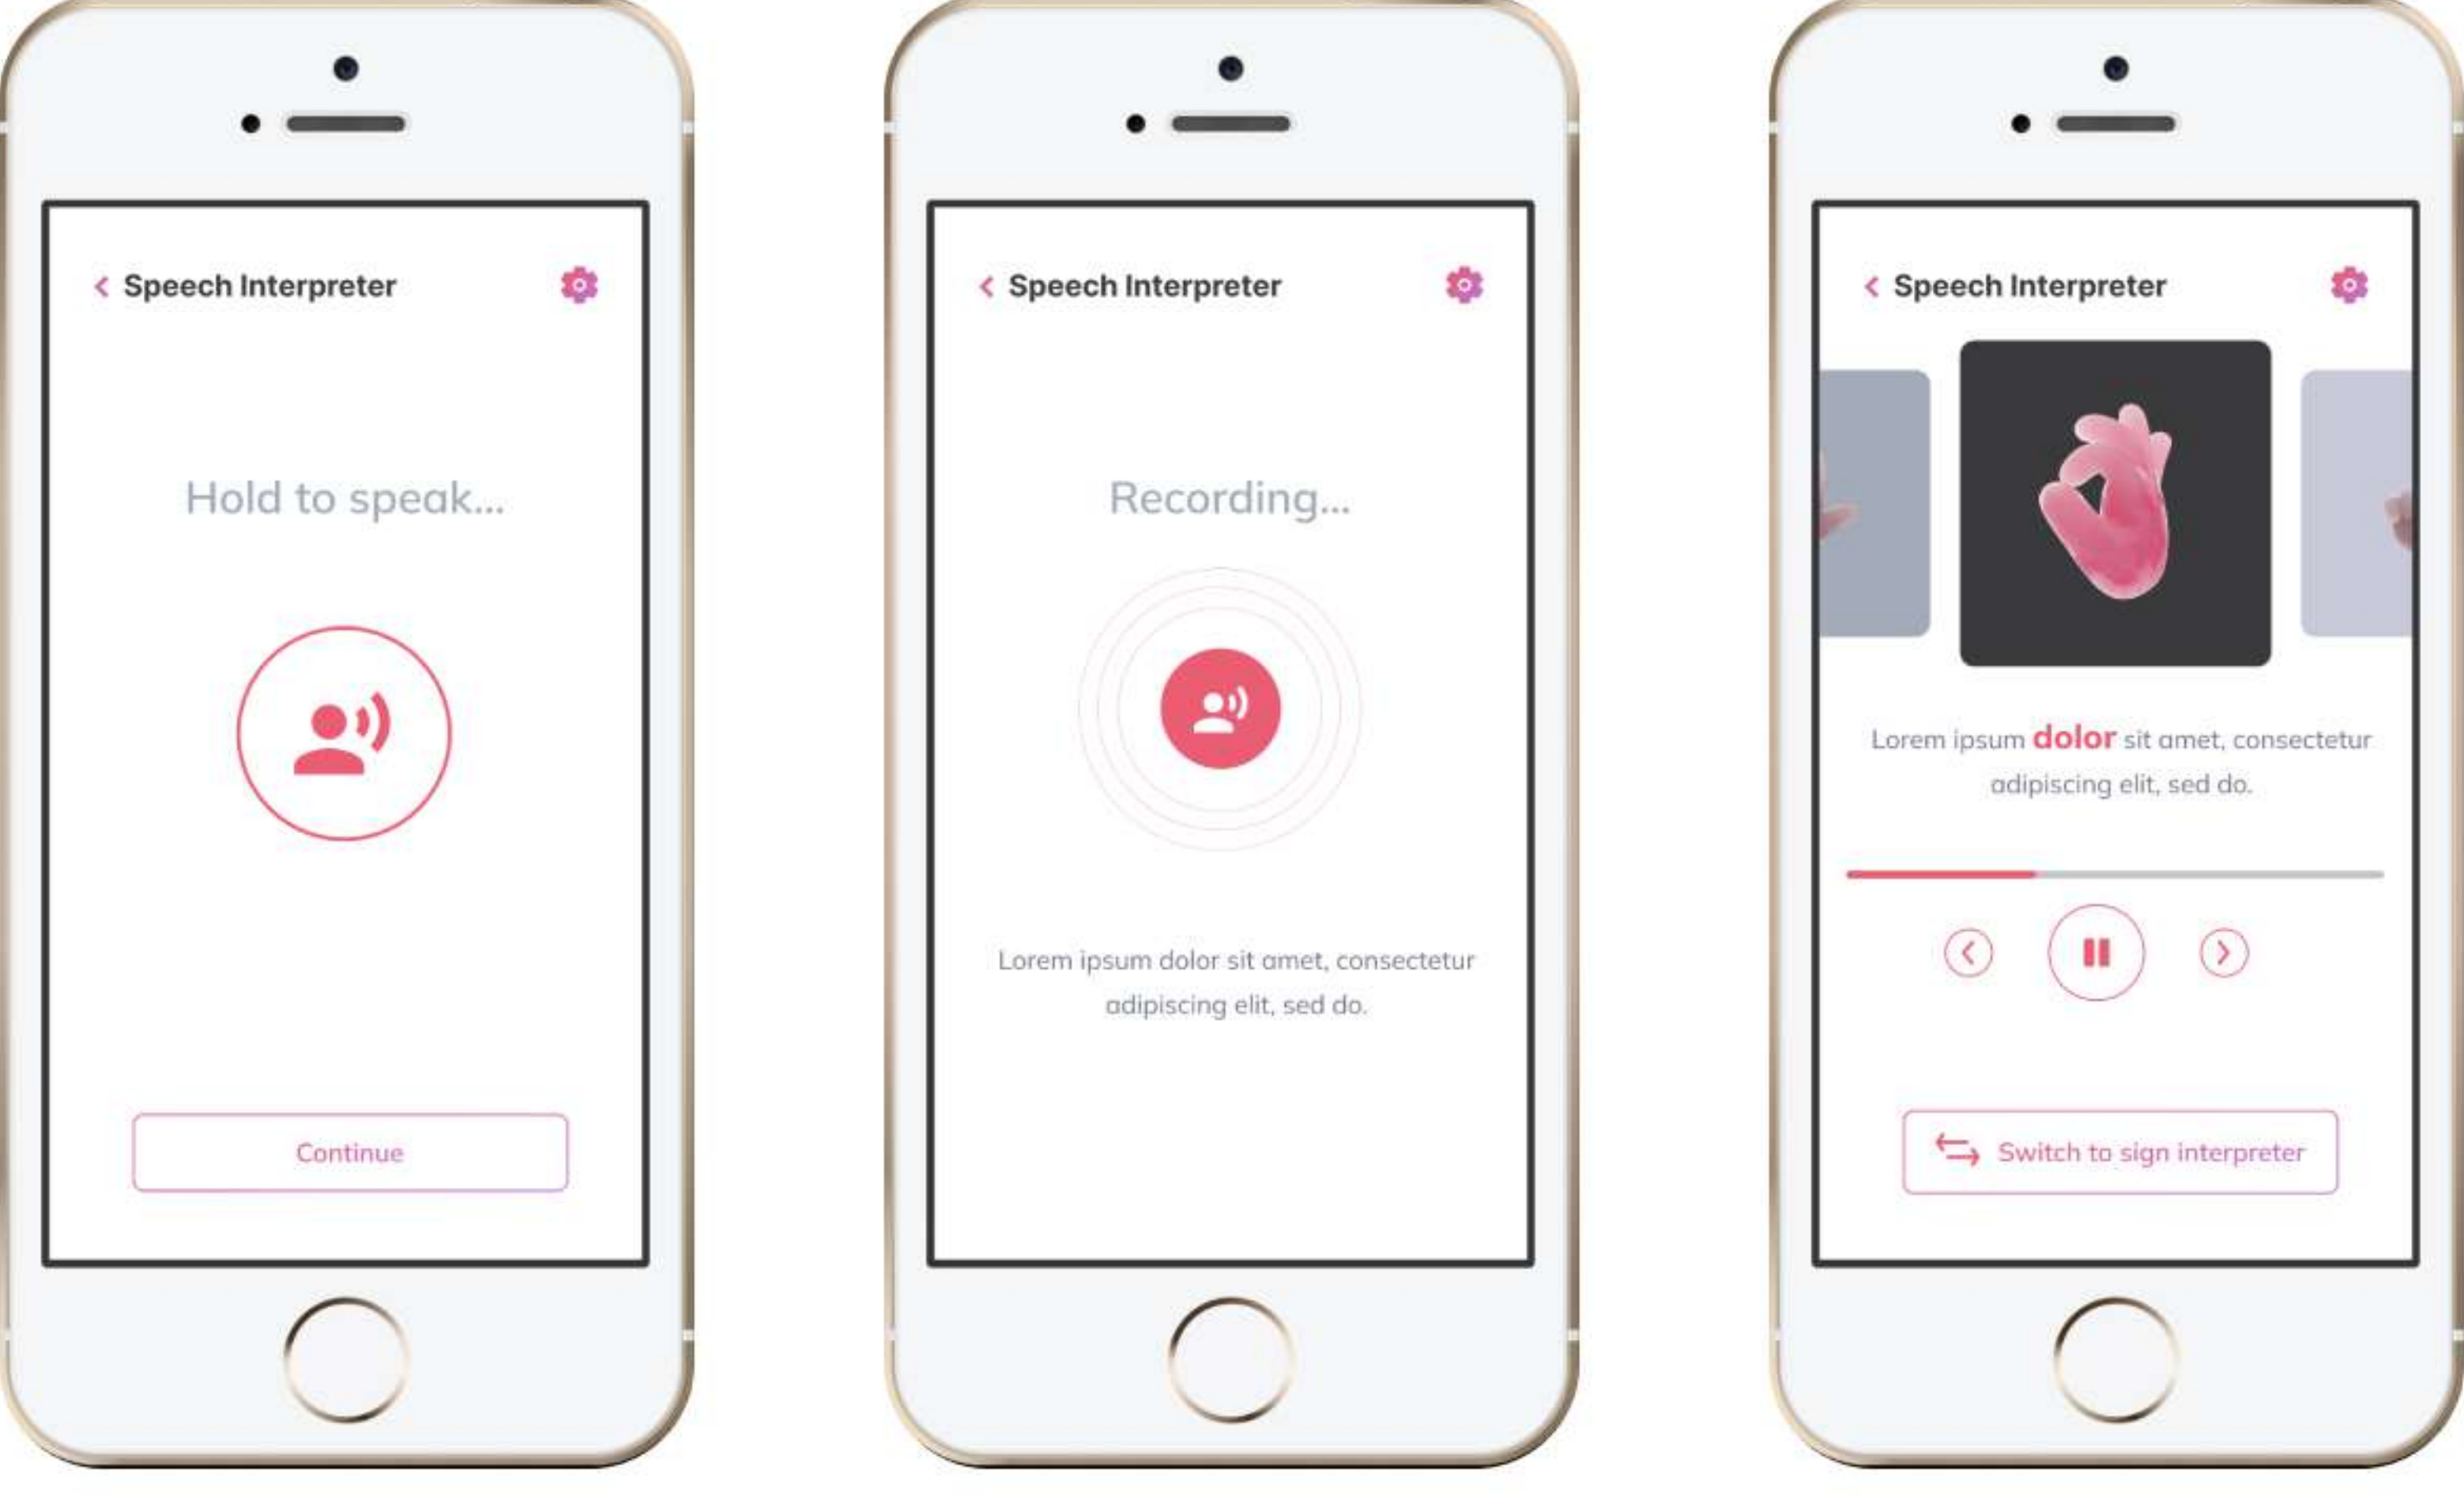 Speech Interpreter
Hold to speak...
Continue
Speech Interpreter
Recording...
Lorem ipsum dolor sit amet, consectetur
adipiscing elit, sed do.
Speech Interpreter
Lorem ipsum dolor sit amet, consectetur
adipiscing elit, sed do.
Switch to sign interpreter